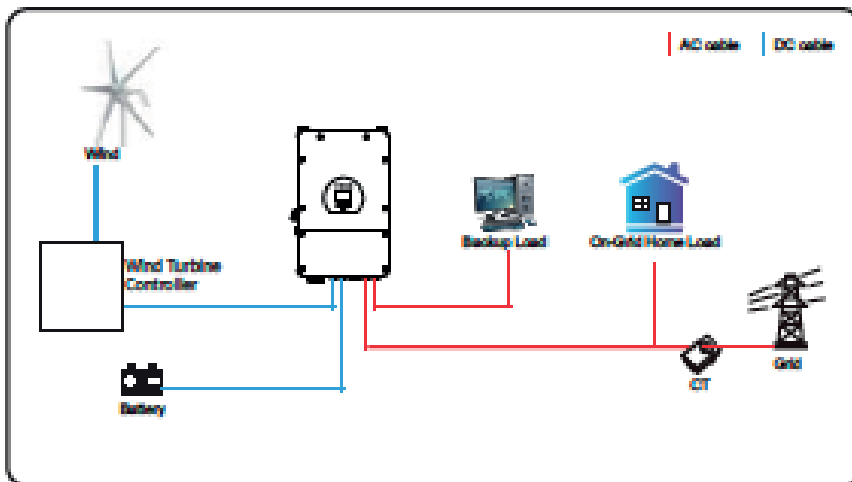 AC cable
DC cable
Wind
Wind Turbine
Controller
Backup Load
On-Grid Home Load
Battery
CT
Grid